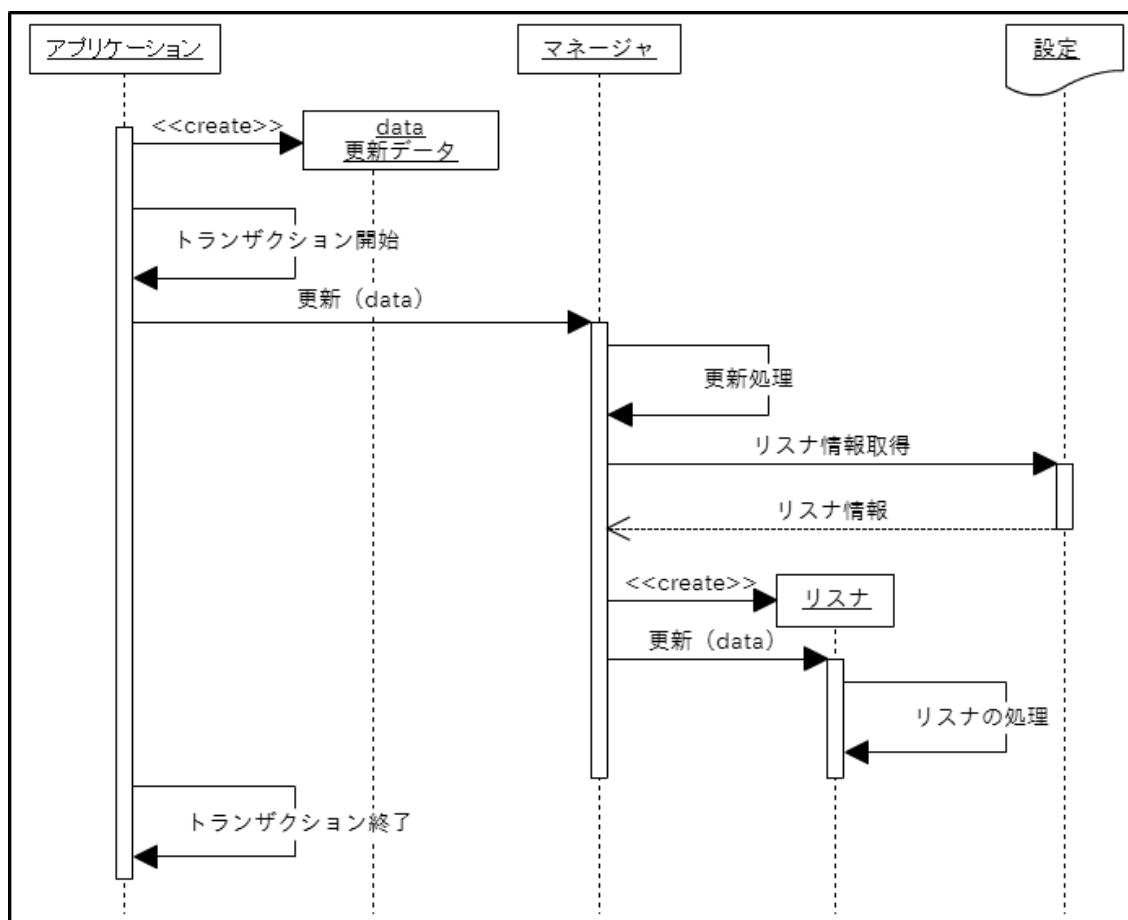 アプリケーション
マネージャ
設定
<<create>>
data
更新データ
トランザクション開始
更新（data）
更新処理
リスナ情報取得
リスナ情報
<<create>>
リスナ
更新（data）
リスナの処理
トランザクション終了